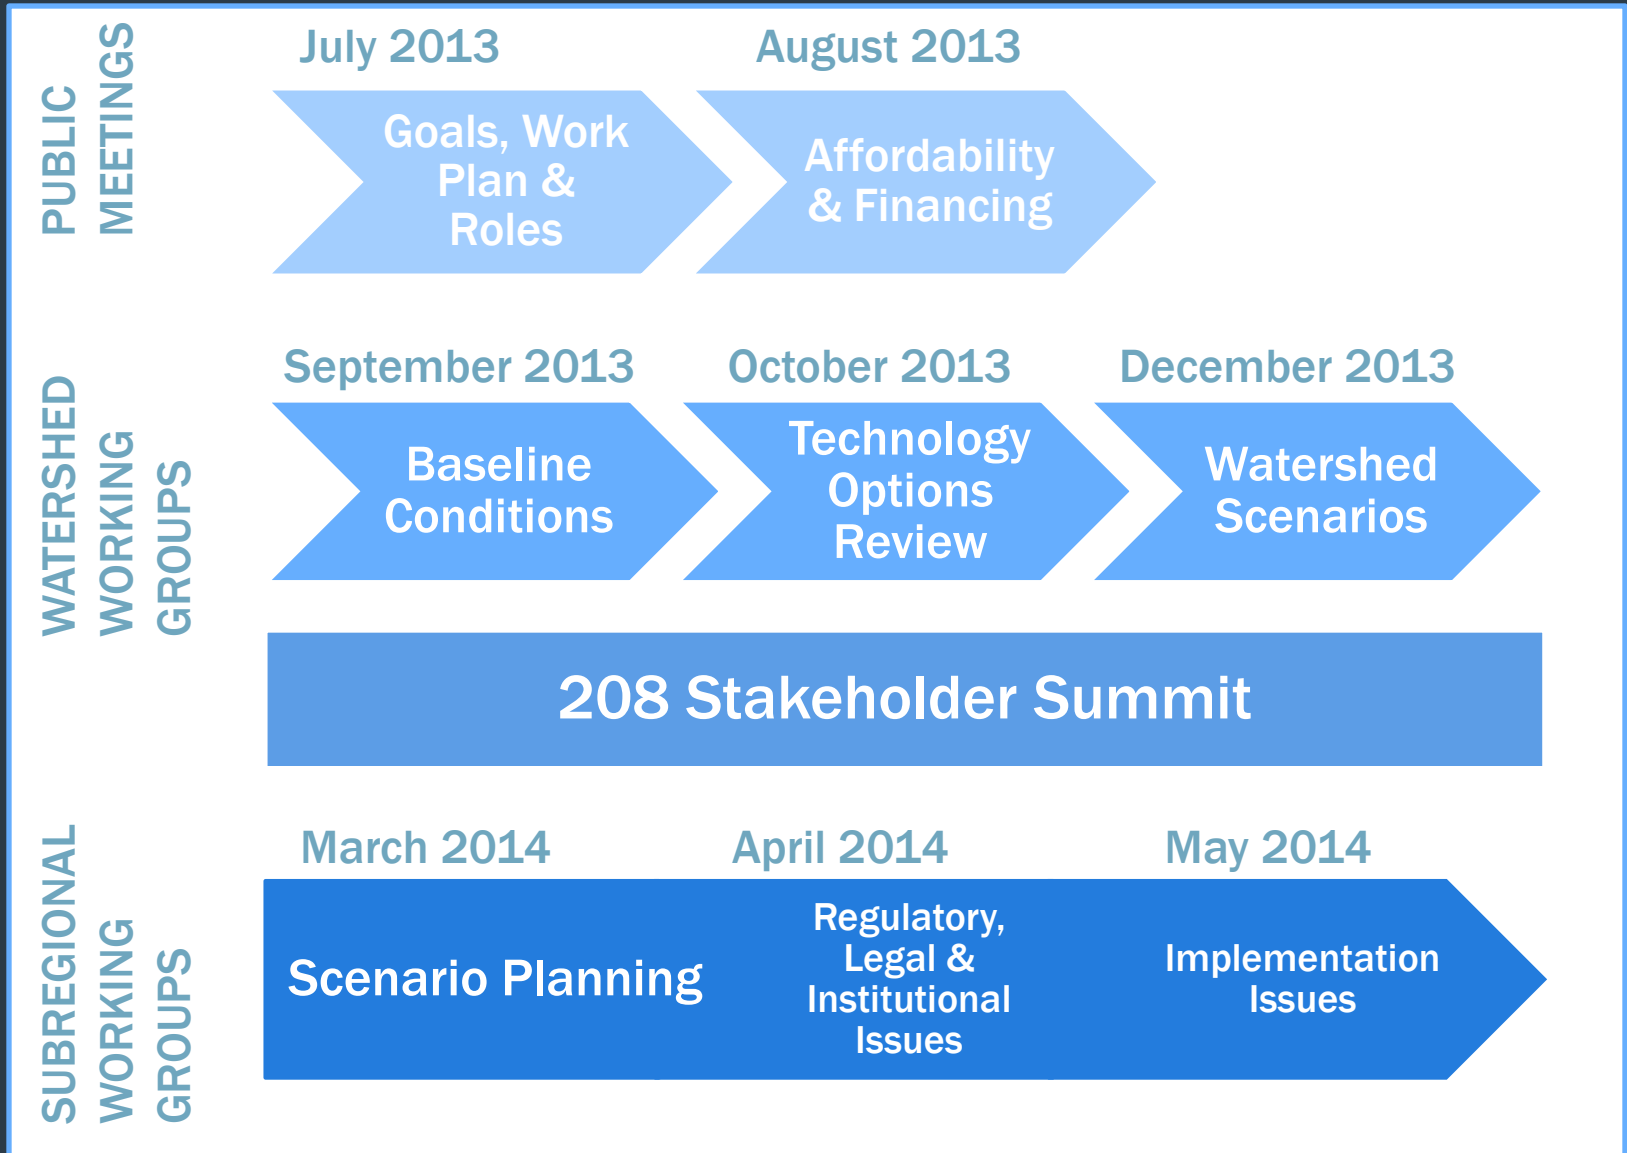 PUBLIC
MEETINGS
July 2013
August 2013
Goals, Work
Plan &
Roles
Affordability
& Financing
WATERSHED
WORKING
GROUPS
September 2013
October 2013
December 2013
Baseline
Conditions
Technology
Options
Review
Watershed
Scenarios
208 Stakeholder Summit
SUBREGIONAL
WORKING
GROUPS
March 2014
April 2014
May 2014
Scenario Planning
Regulatory,
Legal &
Institutional
Issues
Implementation
Issues